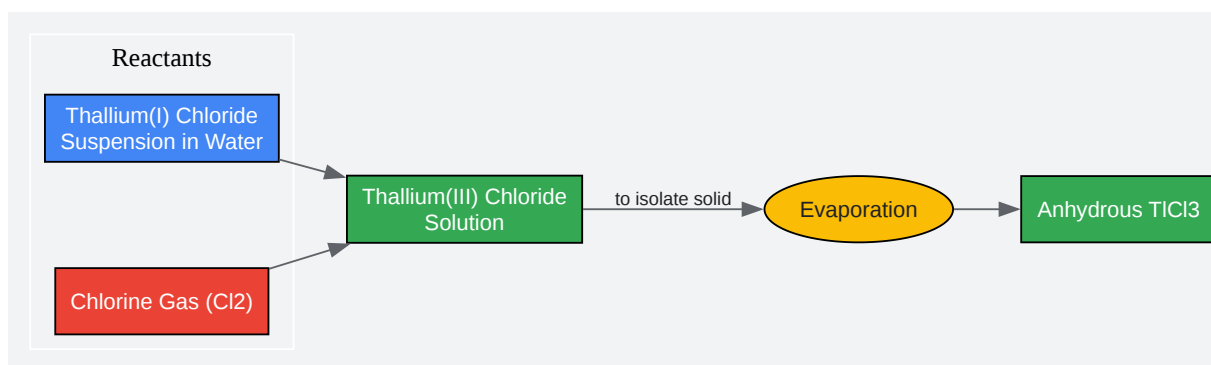 Reactants
Thallium(I) Chloride
Suspension in Water
Chlorine Gas (Cl2)
Thallium(III) Chloride
Solution
to isolate solid
Evaporation
Anhydrous TlCl3